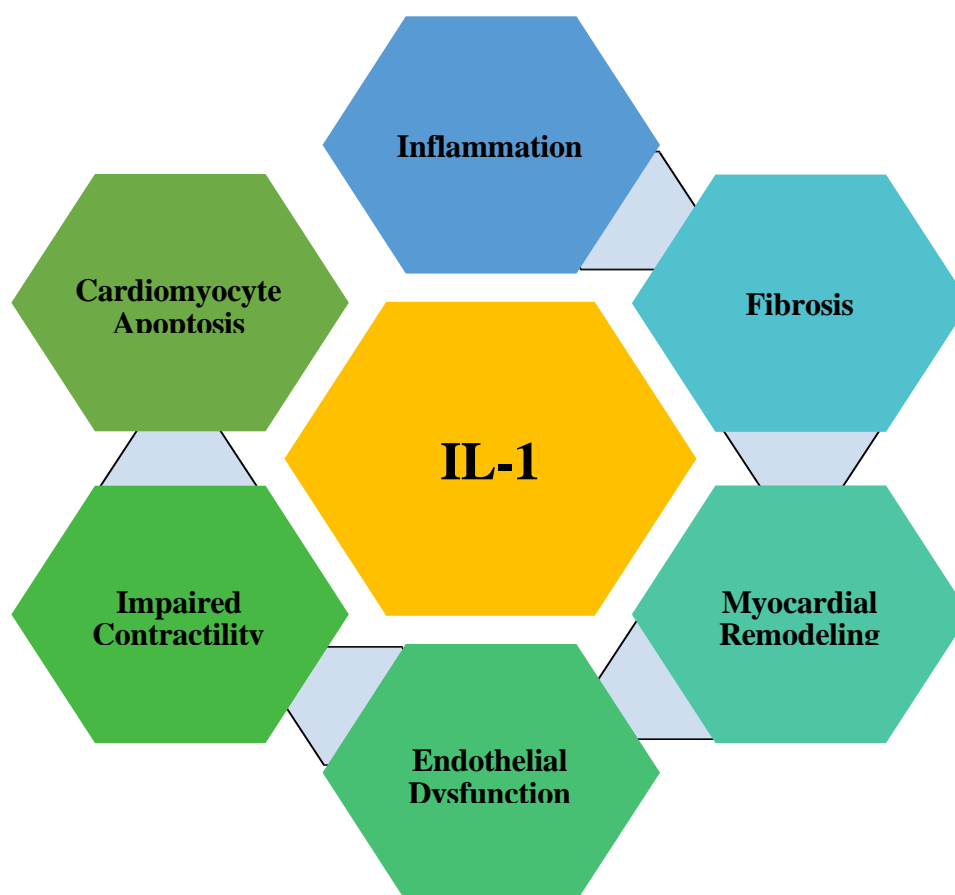 Inflammation
Fibrosis
Cardiomyocyte
Apoptosis
IL-1
Impaired
Contractility
Myocardial
Remodeling
Endothelial
Dysfunction